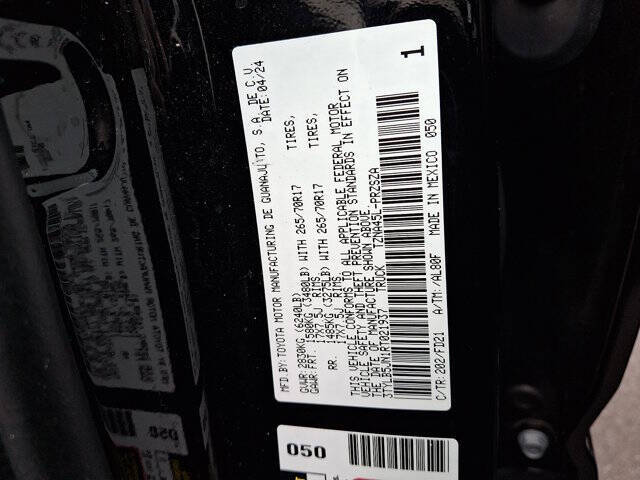 MFD.BY:TOYOTA MOTOR MANUFACTURING DE GUANAJUATO, S.A. DE C.V.
DATE: 04/24
GVWR:2830KG (6240LB)
GAWR:FRT. 1580KG (3480LB) WITH 265/70R17 TIRES,
17X7.5J RIMS
RR. 1485KG (3275LB) WITH 265/70R17 TIRES,
17X7.5J RIMS
THIS VEHICLE CONFORMS TO ALL APPLICABLE FEDERAL MOTOR
VEHICLE SAFETY AND THEFT PREVENTION STANDARDS IN EFFECT ON
THE DATE OF MANUFACTURE SHOWN ABOVE.
3TYLB5JN1RT021937 TRUCK TZNA45L-PRZSZA
C/TR: 202/FD21 A/TM: /AL80F MADE IN MEXICO 050
1
050